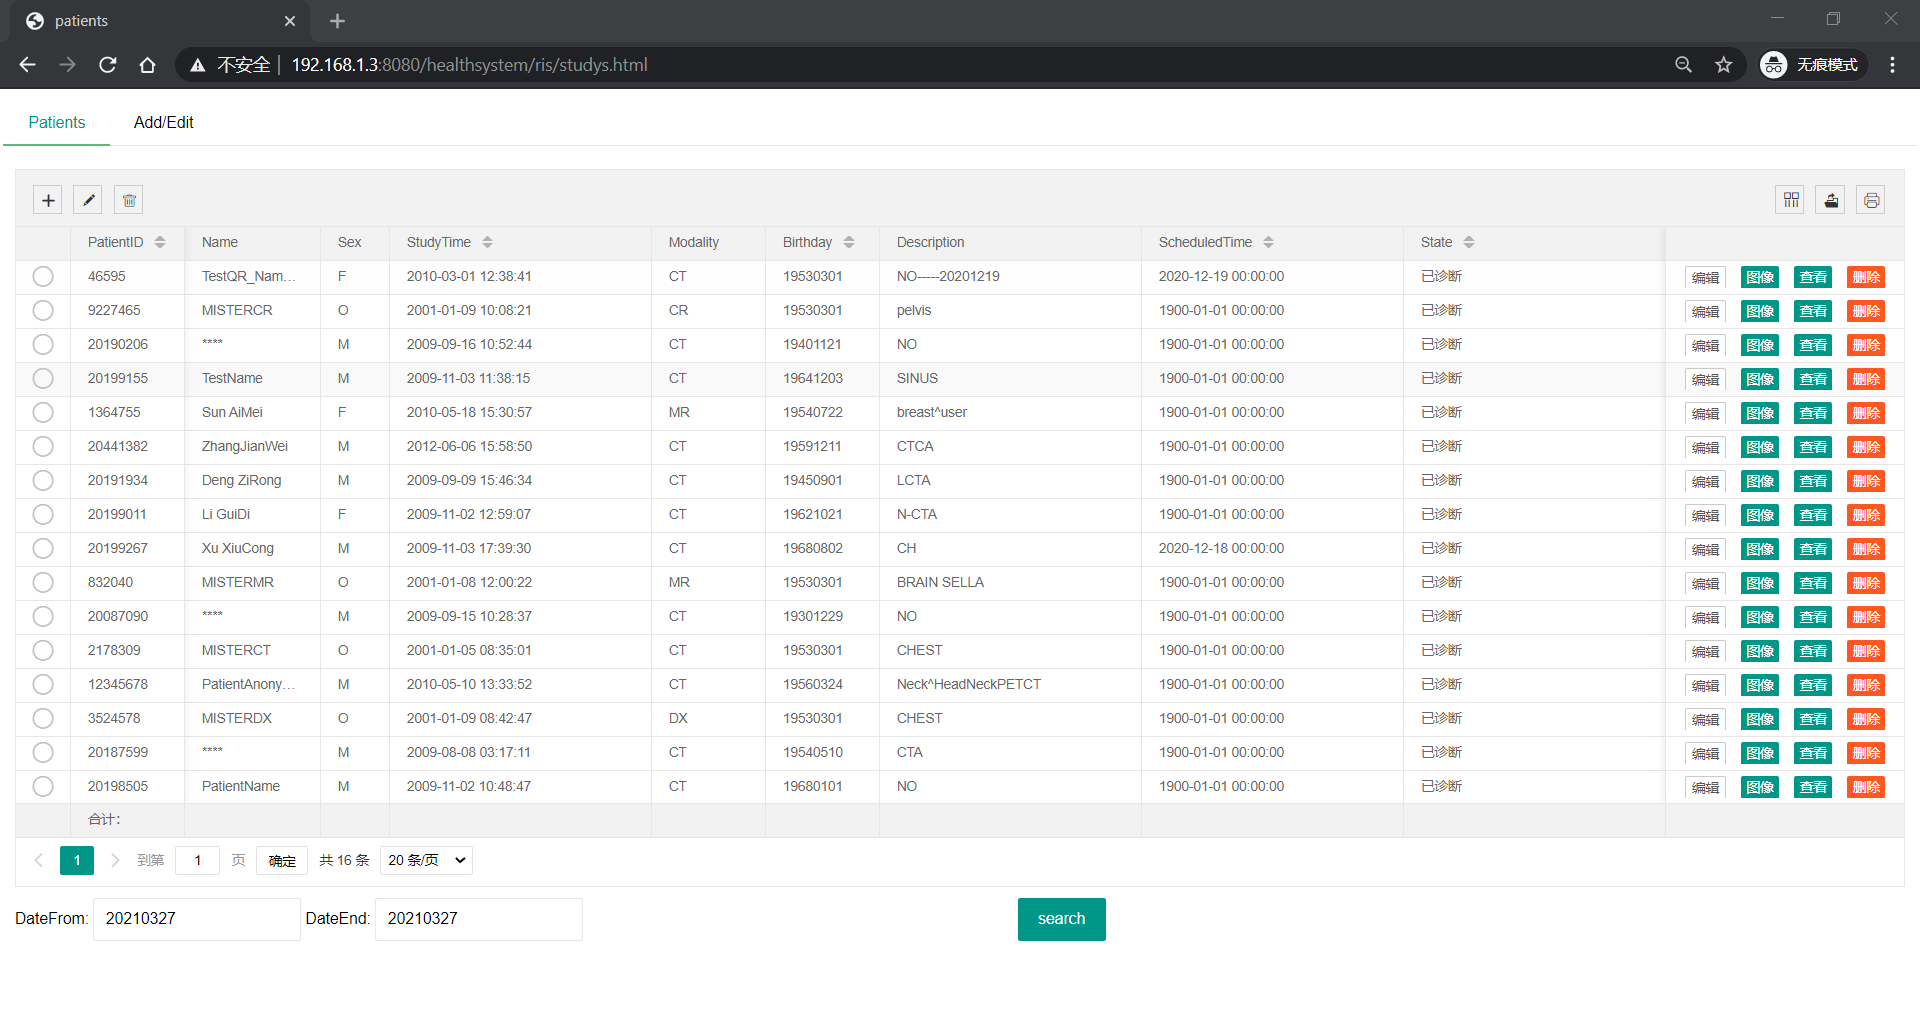 patients
不安全 192.168.1.3:8080/healthsystem/ris/studys.html 无痕模式
Patients Add/Edit
PatientID Name Sex StudyTime Modality Birthday Description ScheduledTime State
46595 TestQR_Nam... F 2010-03-01 12:38:41 CT 19530301 NO-----20201219 2020-12-19 00:00:00 已诊断 编辑 图像 查看 删除
9227465 MISTERCR O 2001-01-09 10:08:21 CR 19530301 pelvis 1900-01-01 00:00:00 已诊断 编辑 图像 查看 删除
20190206 **** M 2009-09-16 10:52:44 CT 19401121 NO 1900-01-01 00:00:00 已诊断 编辑 图像 查看 删除
20199155 TestName M 2009-11-03 11:38:15 CT 19641203 SINUS 1900-01-01 00:00:00 已诊断 编辑 图像 查看 删除
1364755 Sun AiMei F 2010-05-18 15:30:57 MR 19540722 breast^user 1900-01-01 00:00:00 已诊断 编辑 图像 查看 删除
20441382 ZhangJianWei M 2012-06-06 15:58:50 CT 19591211 CTCA 1900-01-01 00:00:00 已诊断 编辑 图像 查看 删除
20191934 Deng ZiRong M 2009-09-09 15:46:34 CT 19450901 LCTA 1900-01-01 00:00:00 已诊断 编辑 图像 查看 删除
20199011 Li GuiDi F 2009-11-02 12:59:07 CT 19621021 N-CTA 1900-01-01 00:00:00 已诊断 编辑 图像 查看 删除
20199267 Xu XiuCong M 2009-11-03 17:39:30 CT 19680802 CH 2020-12-18 00:00:00 已诊断 编辑 图像 查看 删除
832040 MISTERMR O 2001-01-08 12:00:22 MR 19530301 BRAIN SELLA 1900-01-01 00:00:00 已诊断 编辑 图像 查看 删除
20087090 **** M 2009-09-15 10:28:37 CT 19301229 NO 1900-01-01 00:00:00 已诊断 编辑 图像 查看 删除
2178309 MISTERCT O 2001-01-05 08:35:01 CT 19530301 CHEST 1900-01-01 00:00:00 已诊断 编辑 图像 查看 删除
12345678 PatientAnony... M 2010-05-10 13:33:52 CT 19560324 Neck^HeadNeckPETCT 1900-01-01 00:00:00 已诊断 编辑 图像 查看 删除
3524578 MISTERDX O 2001-01-09 08:42:47 DX 19530301 CHEST 1900-01-01 00:00:00 已诊断 编辑 图像 查看 删除
20187599 **** M 2009-08-08 03:17:11 CT 19540510 CTA 1900-01-01 00:00:00 已诊断 编辑 图像 查看 删除
20198505 PatientName M 2009-11-02 10:48:47 CT 19680101 NO 1900-01-01 00:00:00 已诊断 编辑 图像 查看 删除
合计：
1 到第 1 页 确定 共 16 条 20 条/页
DateFrom: 20210327 DateEnd: 20210327 search